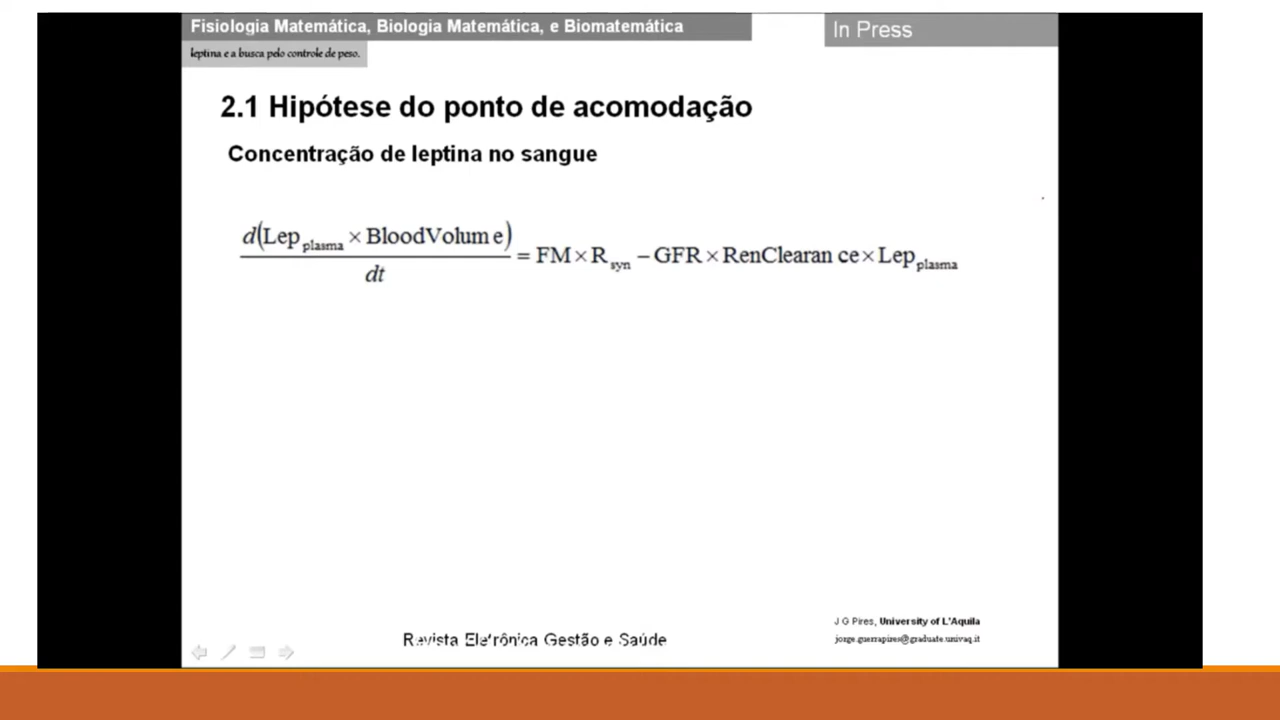 Fisiologia Matemática, Biologia Matemática, e Biomatemática
In Press
leptina e a busca pelo controle de peso.
2.1 Hipótese do ponto de acomodação
Concentração de leptina no sangue
d(Lep plasma × BloodVolum e) / dt = FM × R syn − GFR × RenClearan ce × Lep plasma
J G Pires, University of L'Aquila
Revista Eletrônica Gestão e Saúde
jorge.guerrapires@graduate.univaq.it